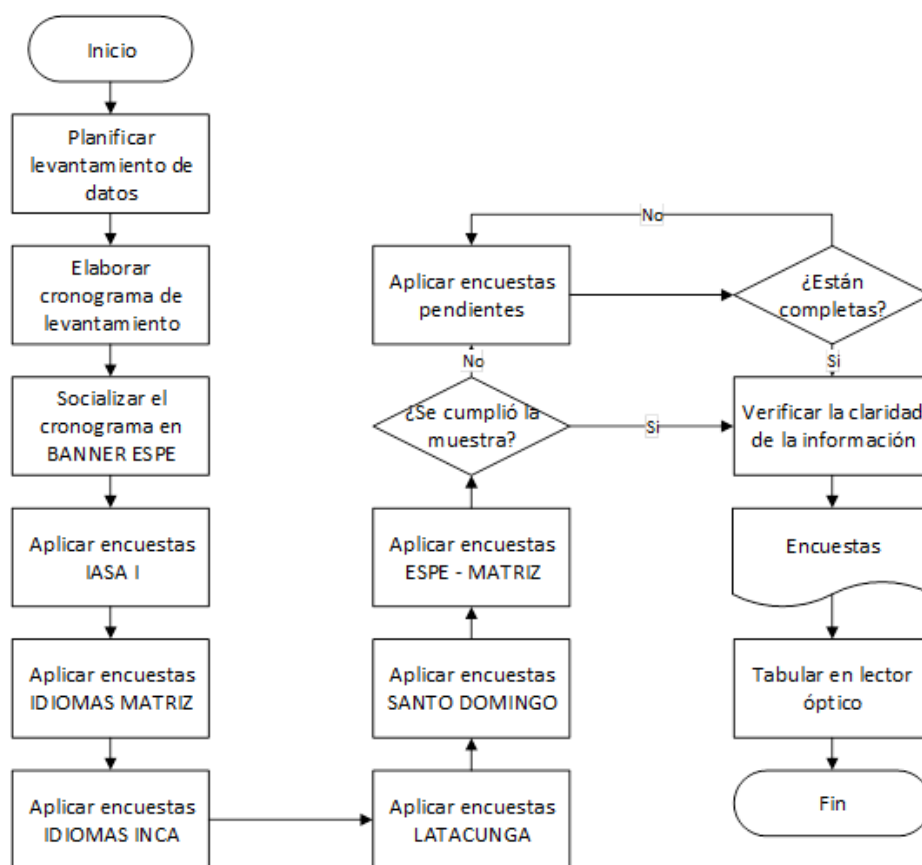 Inicio
Planificar
levantamiento de
datos
Elaborar
cronograma de
levantamiento
Socializar el
cronograma en
BANNER ESPE
Aplicar encuestas
IASA I
Aplicar encuestas
IDIOMAS MATRIZ
Aplicar encuestas
IDIOMAS INCA
Aplicar encuestas
LATACUNGA
Aplicar encuestas
SANTO DOMINGO
Aplicar encuestas
ESPE - MATRIZ
¿Se cumplió la
muestra?
No
Si
Aplicar encuestas
pendientes
¿Están
completas?
No
Si
Verificar la claridad
de la información
Encuestas
Tabular en lector
óptico
Fin